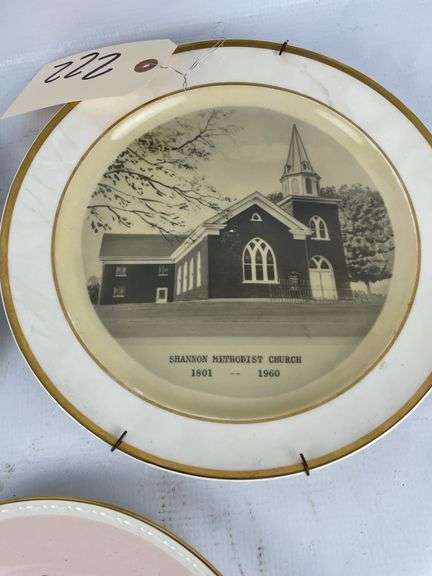 222
SHANNON METHODIST CHURCH
1801 -- 1960